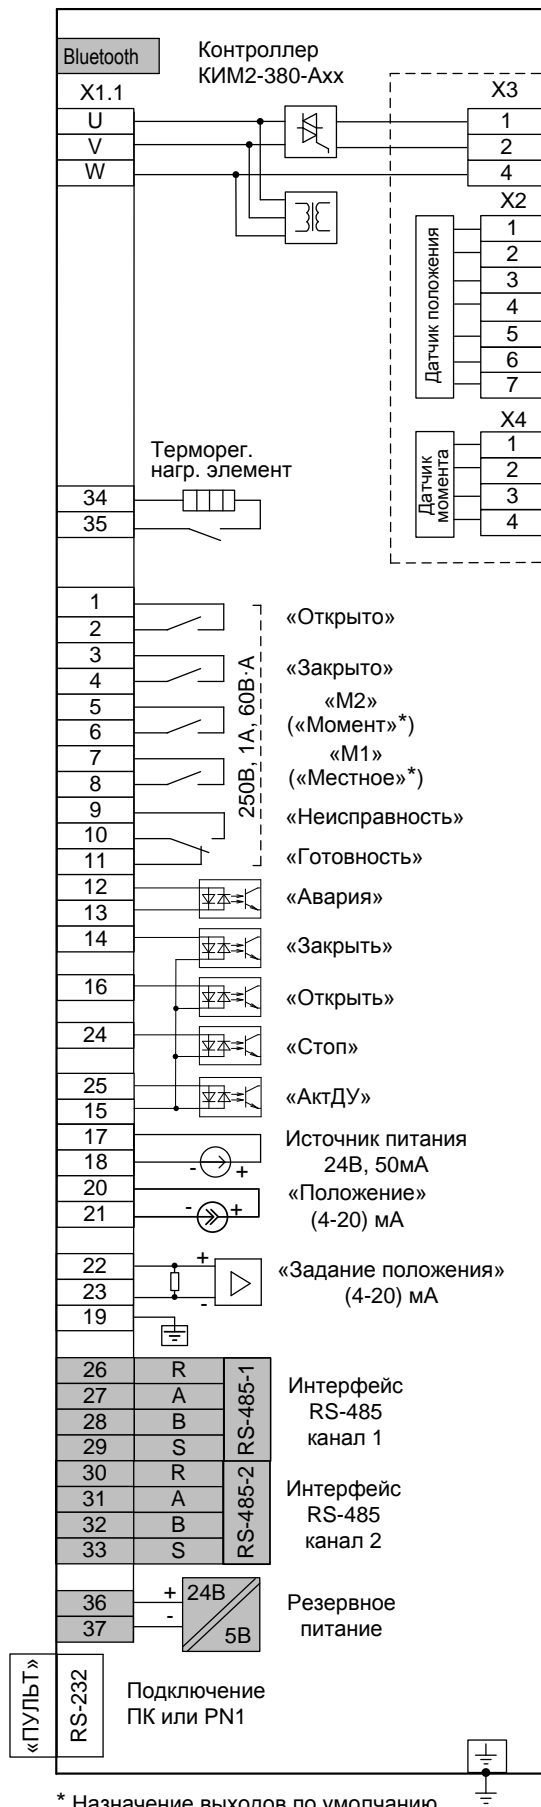 Bluetooth
Контроллер
КИМ2-380-Ахх
X1.1
U
V
W
X3
1
2
4
X2
Датчик положения
1
2
3
4
5
6
7
X4
Датчик
момента
1
2
3
4
Терморег.
нагр. элемент
34
35
1
2
«Открыто»
3
4
«Закрыто»
5
6
«М2»
(«Момент»*)
7
8
«М1»
(«Местное»*)
250В, 1А, 60В·А
9
10
11
«Неисправность»
«Готовность»
12
13
«Авария»
14
«Закрыть»
16
«Открыть»
24
«Стоп»
25
15
«АктДУ»
17
18
- +
Источник питания
24В, 50мА
20
21
- +
«Положение»
(4-20) мА
22
23
+
-
«Задание положения»
(4-20) мА
19
26 R
27 A
28 B
29 S
RS-485-1
Интерфейс
RS-485
канал 1
30 R
31 A
32 B
33 S
RS-485-2
Интерфейс
RS-485
канал 2
36
37
+
-
24В
5В
Резервное
питание
«ПУЛЬТ»
RS-232
Подключение
ПК или PN1
* Назначение выходов по умолчанию